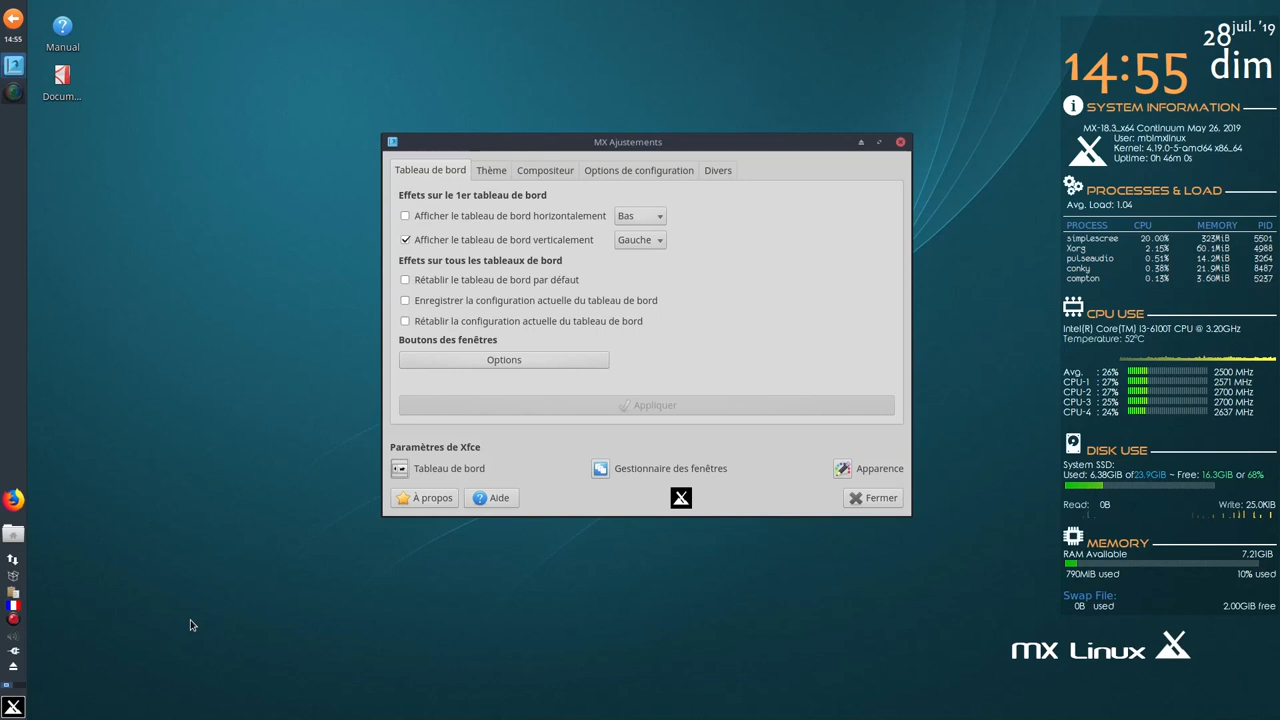 14:55
Manual
Docum...
MX Ajustements
Tableau de bord Thème Compositeur Options de configuration Divers
Effets sur le 1er tableau de bord
Afficher le tableau de bord horizontalement Bas
Afficher le tableau de bord verticalement Gauche
Effets sur tous les tableaux de bord
Rétablir le tableau de bord par défaut
Enregistrer la configuration actuelle du tableau de bord
Rétablir la configuration actuelle du tableau de bord
Boutons des fenêtres
Options
Appliquer
Paramètres de Xfce
Tableau de bord Gestionnaire des fenêtres Apparence
À propos Aide Fermer
28 juil. '19
14:55 dim
SYSTEM INFORMATION
MX-18.3_x64 Continuum May 26, 2019
User: mblmxlinux
Kernel: 4.19.0-5-amd64 x86_64
Uptime: 0h 46m 0s
PROCESSES & LOAD
Avg. Load: 1.04
PROCESS CPU MEMORY PID
simplescree 20.00% 323MiB 5501
Xorg 2.15% 60.1MiB 4988
pulseaudio 0.51% 14.2MiB 3264
conky 0.38% 21.9MiB 8487
compton 0.13% 3.60MiB 5237
CPU USE
Intel(R) Core(TM) i3-6100T CPU @ 3.20GHz
Temperature: 52°C
Avg. : 26% 2500 MHz
CPU-1 : 27% 2571 MHz
CPU-2 : 27% 2700 MHz
CPU-3 : 25% 2700 MHz
CPU-4 : 24% 2637 MHz
DISK USE
System SSD:
Used: 6.38GiB of23.9GiB ~ Free: 16.3GiB or 68%
Read: 0B Write: 25.0KiB
MEMORY
RAM Available 7.21GiB
790MiB used 10% used
Swap File:
0B used 2.00GiB free
MX Linux